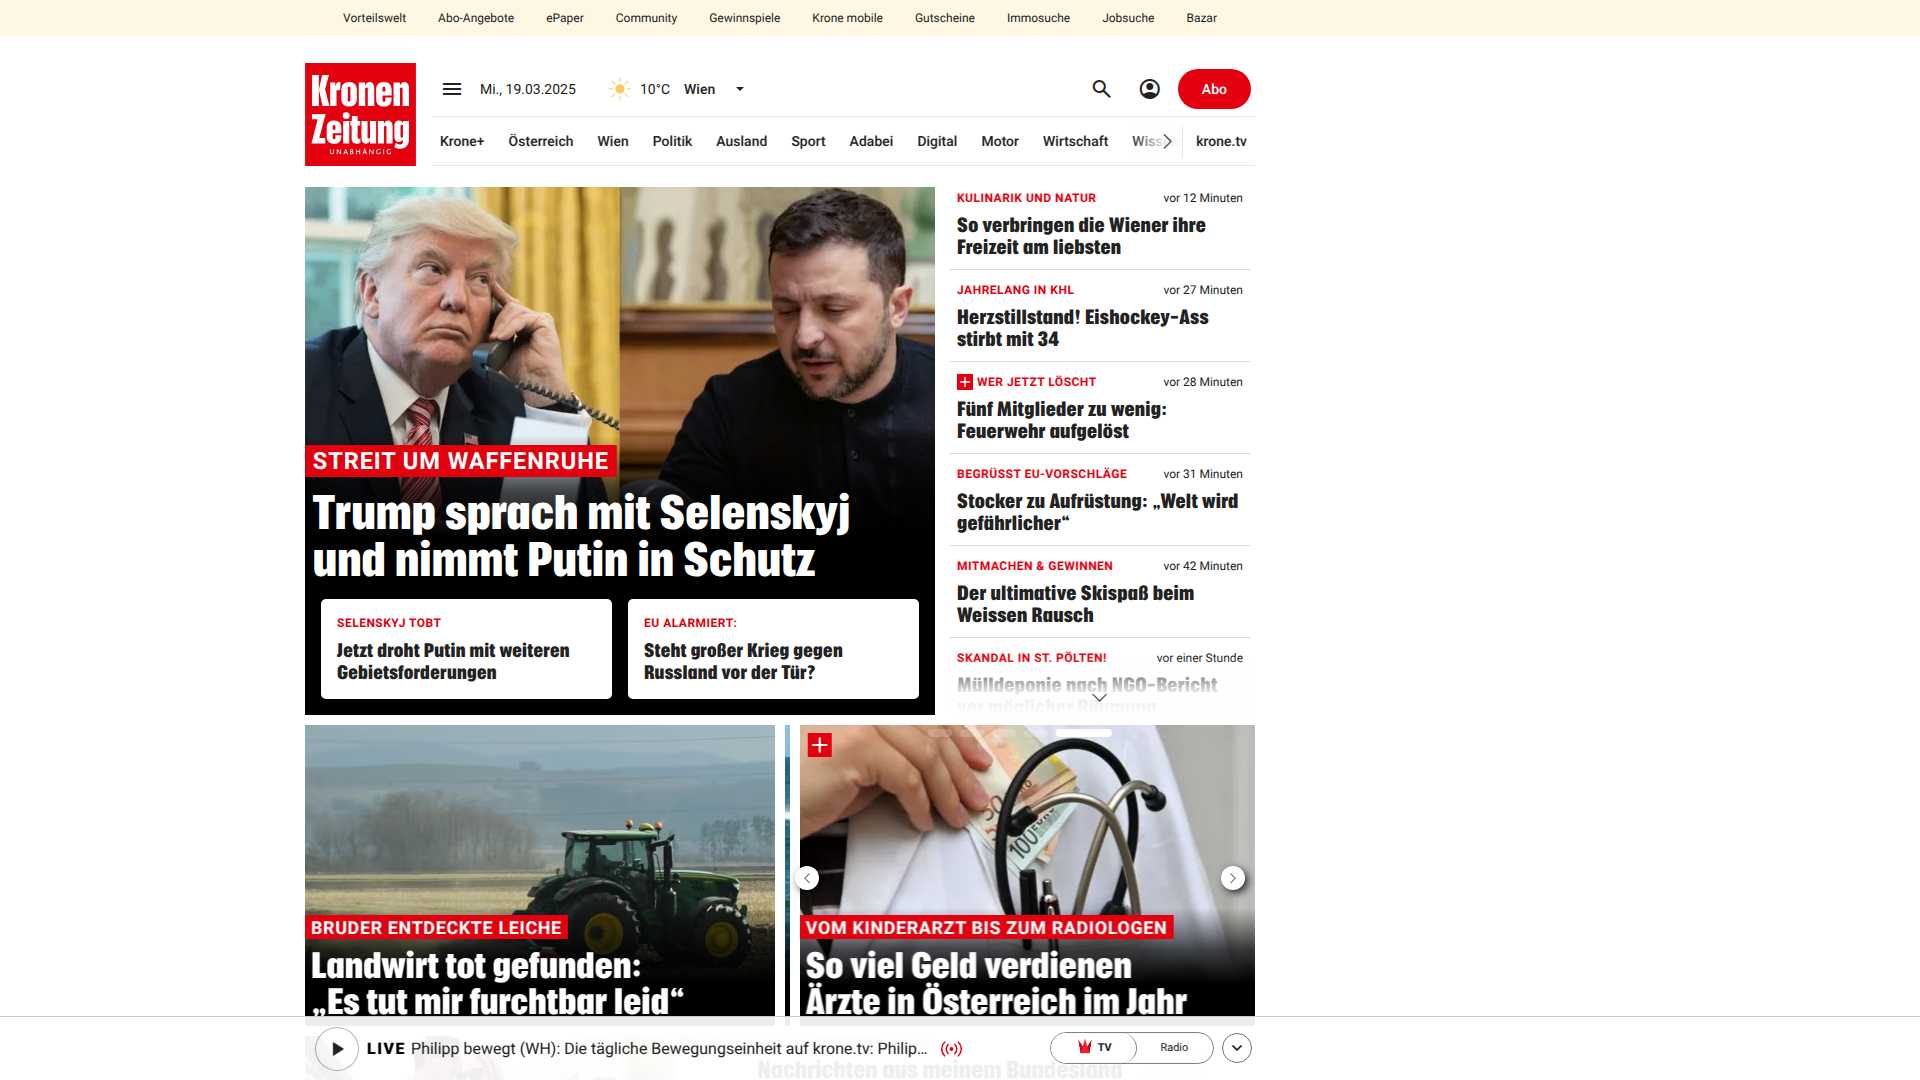 Vorteilswelt Abo-Angebote ePaper Community Gewinnspiele Krone mobile Gutscheine Immosuche Jobsuche Bazar
Kronen
Zeitung
UNABHÄNGIG
Mi., 19.03.2025 10°C Wien
Abo
Krone+ Österreich Wien Politik Ausland Sport Adabei Digital Motor Wirtschaft Wiss krone.tv
STREIT UM WAFFENRUHE
Trump sprach mit Selenskyj
und nimmt Putin in Schutz
SELENSKYJ TOBT
Jetzt droht Putin mit weiteren
Gebietsforderungen
EU ALARMIERT:
Steht großer Krieg gegen
Russland vor der Tür?
KULINARIK UND NATUR vor 12 Minuten
So verbringen die Wiener ihre
Freizeit am liebsten
JAHRELANG IN KHL vor 27 Minuten
Herzstillstand! Eishockey-Ass
stirbt mit 34
WER JETZT LÖSCHT vor 28 Minuten
Fünf Mitglieder zu wenig:
Feuerwehr aufgelöst
BEGRÜSST EU-VORSCHLÄGE vor 31 Minuten
Stocker zu Aufrüstung: „Welt wird
gefährlicher“
MITMACHEN & GEWINNEN vor 42 Minuten
Der ultimative Skispaß beim
Weissen Rausch
SKANDAL IN ST. PÖLTEN! vor einer Stunde
Mülldeponie nach NGO-Bericht
vor möglicher Räumung
BRUDER ENTDECKTE LEICHE
Landwirt tot gefunden:
„Es tut mir furchtbar leid“
50
100 EURO
VOM KINDERARZT BIS ZUM RADIOLOGEN
So viel Geld verdienen
Ärzte in Österreich im Jahr
LIVE Philipp bewegt (WH): Die tägliche Bewegungseinheit auf krone.tv: Philip...
TV Radio
Nachrichten aus meinem Bundesland